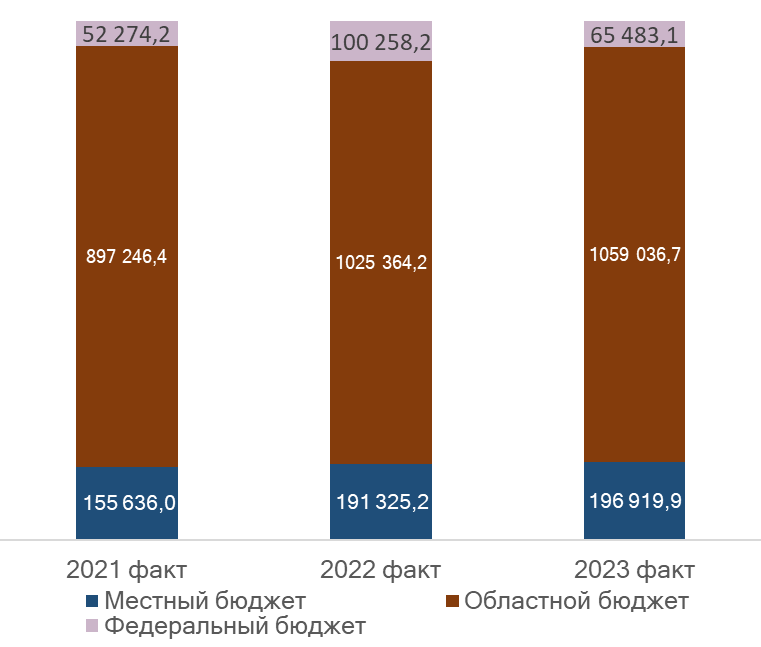 52 274,2 100 258,2 65 483,1
897 246,4 1025 364,2 1059 036,7
155 636,0 191 325,2 196 919,9
2021 факт 2022 факт 2023 факт
Местный бюджет Областной бюджет
Федеральный бюджет